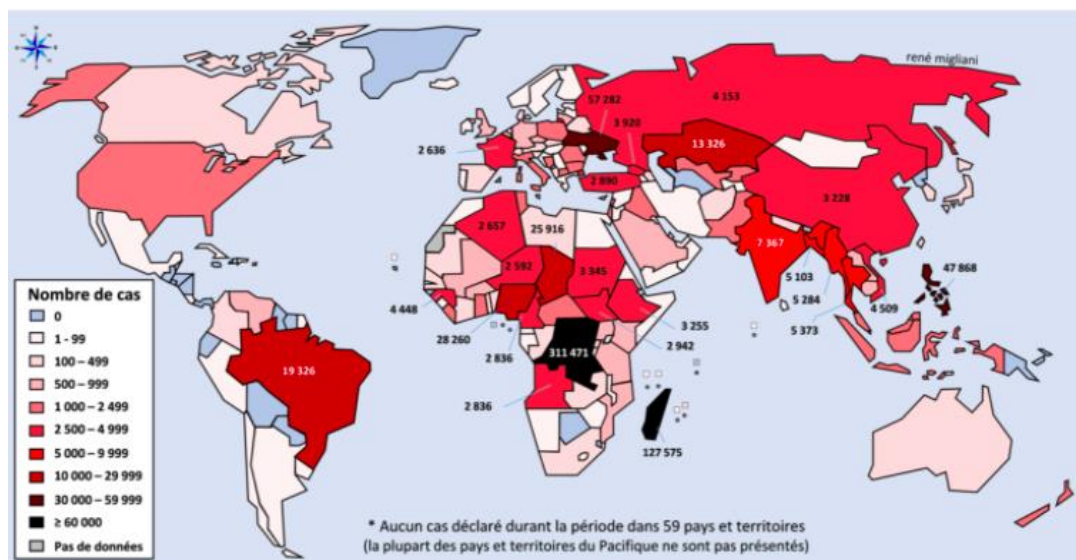 rené migliani
57 282
4 153
3 920
13 326
2 636
2 890
3 228
2 657
25 916
7 367
2 592
3 345
5 103
47 868
4 448
5 284
4 509
3 255
5 373
28 260
2 942
2 836
311 471
19 326
2 836
127 575
Nombre de cas
0
1 - 99
100 – 499
500 – 999
1 000 – 2 499
2 500 – 4 999
5 000 – 9 999
10 000 – 29 999
30 000 – 59 999
≥ 60 000
Pas de données
* Aucun cas déclaré durant la période dans 59 pays et territoires
(la plupart des pays et territoires du Pacifique ne sont pas présentés)